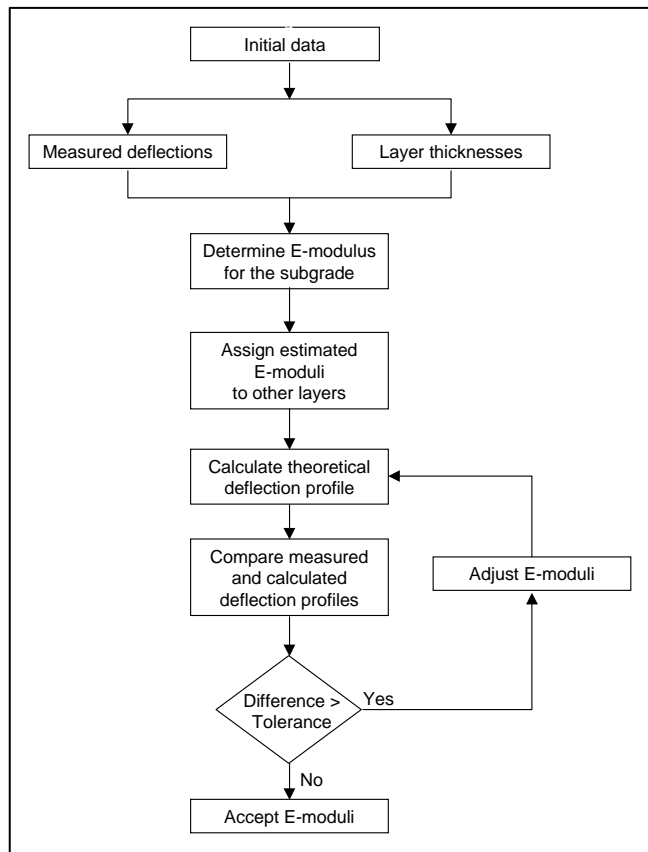 Initial data
Measured deflections
Layer thicknesses
Determine E-modulus
for the subgrade
Assign estimated
E-moduli
to other layers
Calculate theoretical
deflection profile
Compare measured
and calculated
deflection profiles
Adjust E-moduli
Difference >
Tolerance
Yes
No
Accept E-moduli